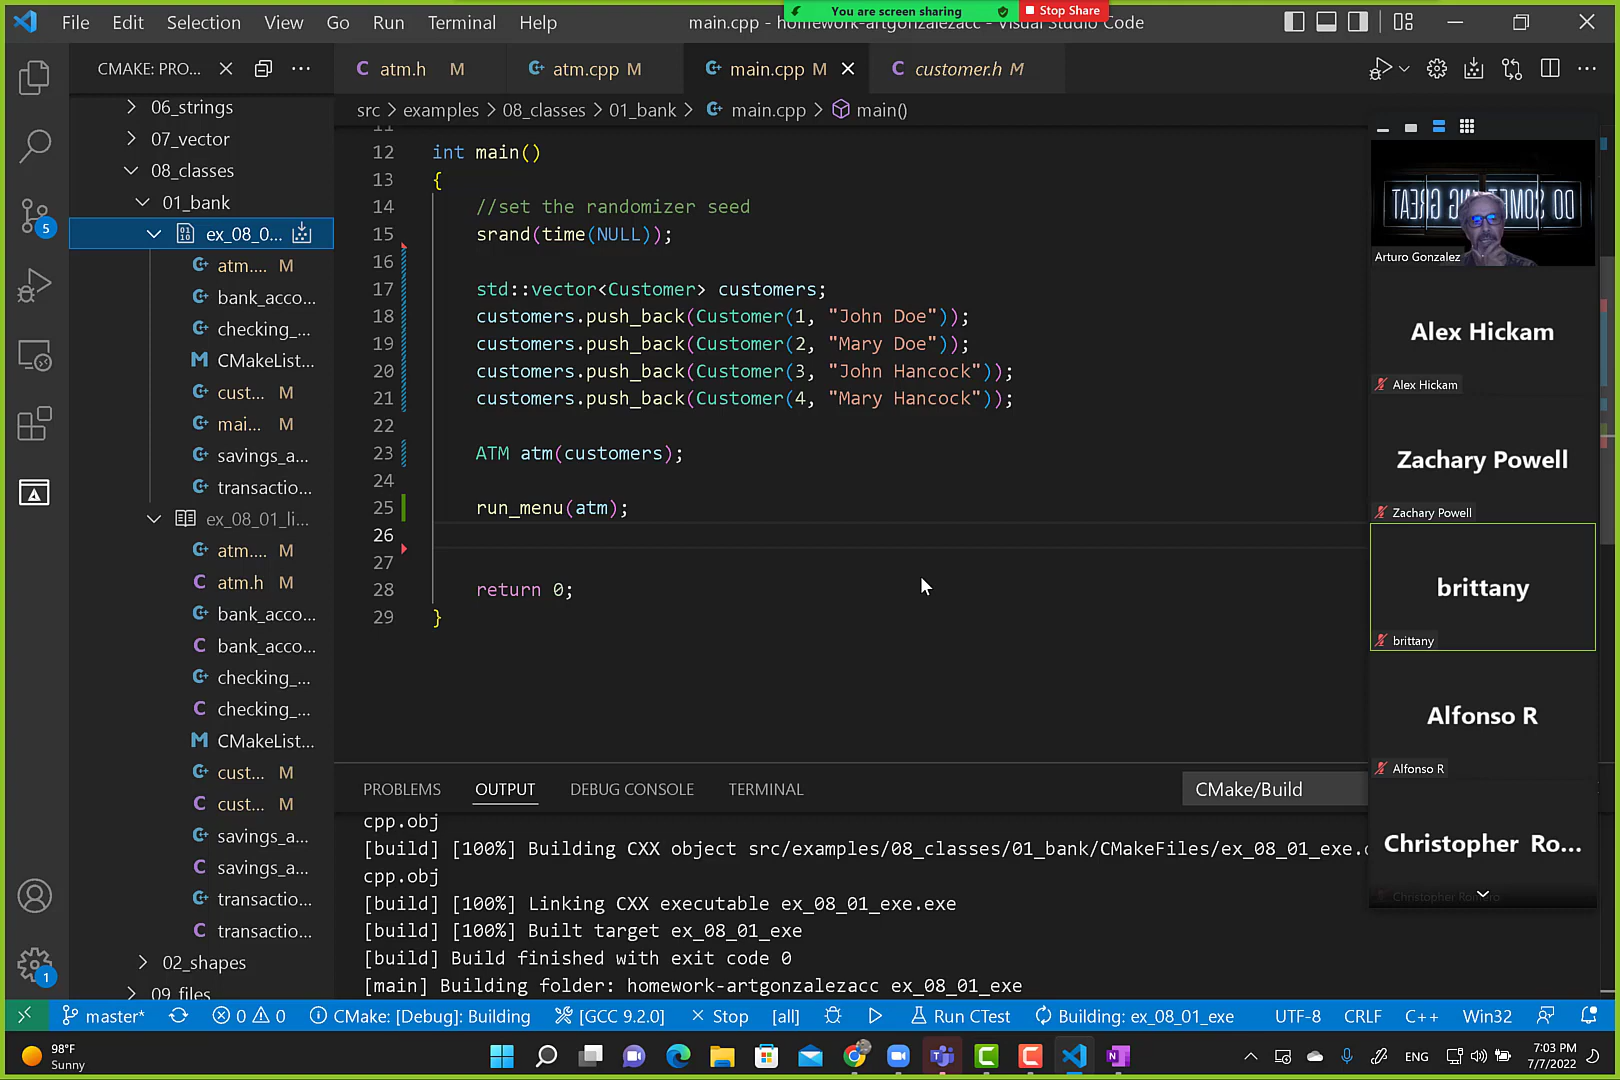 You are screen sharing
Stop Share
File Edit Selection View Go Run Terminal Help
main.cpp - homework-artgonzalezacc - Visual Studio Code
CMAKE: PRO...
atm.h M
atm.cpp M
main.cpp M
customer.h M
src > examples > 08_classes > 01_bank > main.cpp > main()
06_strings
07_vector
08_classes
01_bank
ex_08_0...
atm.... M
bank_acco...
checking_...
CMakeList...
cust... M
mai... M
savings_a...
transactio...
ex_08_01_li...
atm.... M
atm.h M
bank_acco...
bank_acco...
checking_...
checking_...
CMakeList...
cust... M
cust... M
savings_a...
savings_a...
transactio...
transactio...
02_shapes
09_files
5
1
11
12 int main()
13 {
14 //set the randomizer seed
15 srand(time(NULL));
16
17 std::vector<Customer> customers;
18 customers.push_back(Customer(1, "John Doe"));
19 customers.push_back(Customer(2, "Mary Doe"));
20 customers.push_back(Customer(3, "John Hancock"));
21 customers.push_back(Customer(4, "Mary Hancock"));
22
23 ATM atm(customers);
24
25 run_menu(atm);
26
27
28 return 0;
29 }
Arturo Gonzalez
Alex Hickam
Alex Hickam
Zachary Powell
Zachary Powell
brittany
brittany
Alfonso R
Alfonso R
Christopher Ro...
Christopher Romero
PROBLEMS OUTPUT DEBUG CONSOLE TERMINAL
CMake/Build
cpp.obj
[build] [100%] Building CXX object src/examples/08_classes/01_bank/CMakeFiles/ex_08_01_exe.
cpp.obj
[build] [100%] Linking CXX executable ex_08_01_exe.exe
[build] [100%] Built target ex_08_01_exe
[build] Build finished with exit code 0
[main] Building folder: homework-artgonzalezacc ex_08_01_exe
master* 0 0 CMake: [Debug]: Building [GCC 9.2.0] Stop [all] Run CTest Building: ex_08_01_exe UTF-8 CRLF C++ Win32
98°F
Sunny
ENG
7:03 PM
7/7/2022